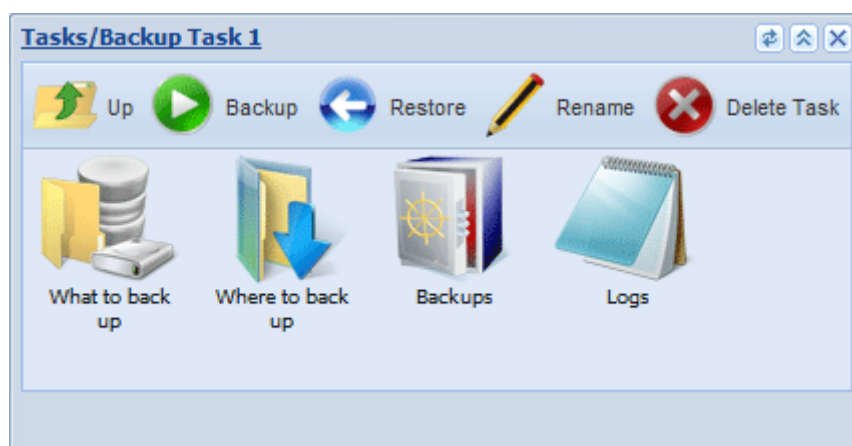 Tasks/Backup Task 1
Up Backup Restore Rename Delete Task
What to back up
Where to back up
Backups
Logs